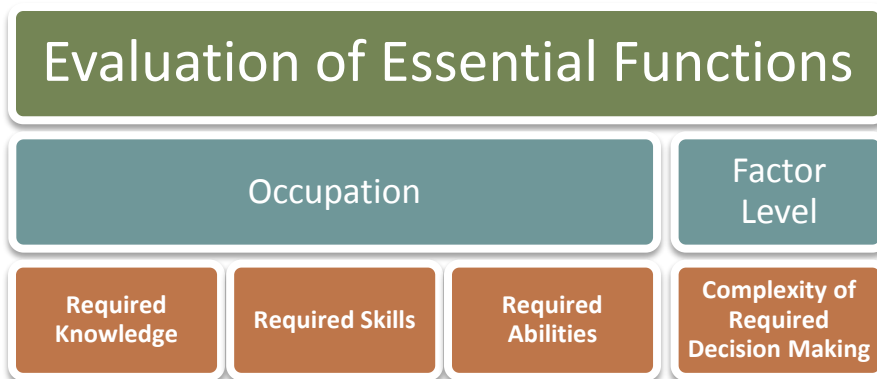 Evaluation of Essential Functions
Occupation
Factor
Level
Required
Knowledge
Required Skills
Required
Abilities
Complexity of
Required
Decision Making